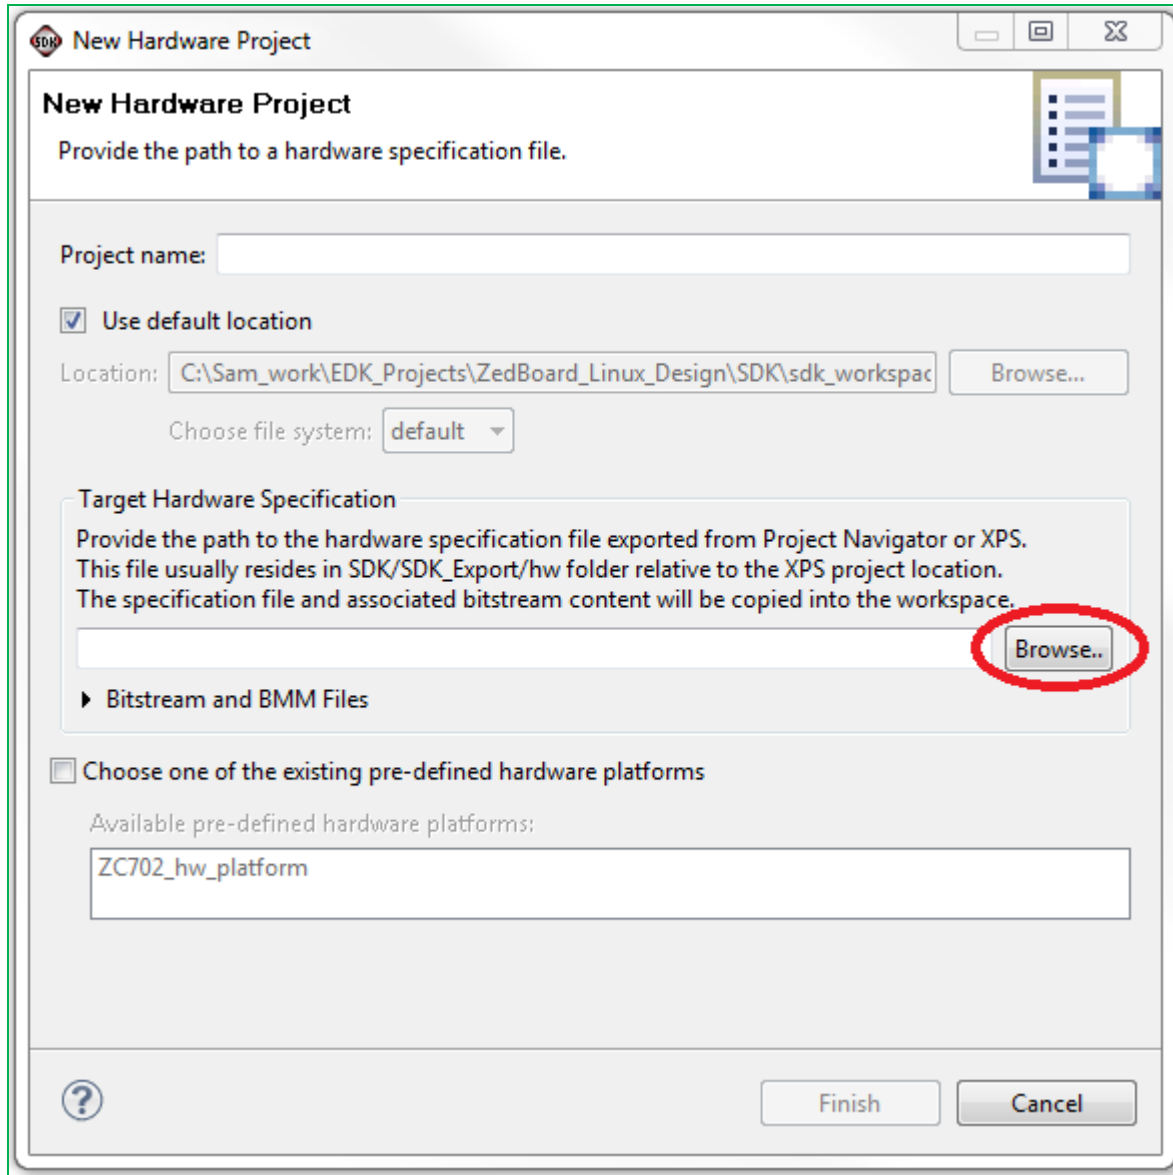 SDK New Hardware Project
New Hardware Project
Provide the path to a hardware specification file.
Project name:
Use default location
Location: C:\Sam_work\EDK_Projects\ZedBoard_Linux_Design\SDK\sdk_workspac Browse...
Choose file system: default
Target Hardware Specification
Provide the path to the hardware specification file exported from Project Navigator or XPS.
This file usually resides in SDK/SDK_Export/hw folder relative to the XPS project location.
The specification file and associated bitstream content will be copied into the workspace.
Browse..
Bitstream and BMM Files
Choose one of the existing pre-defined hardware platforms
Available pre-defined hardware platforms:
ZC702_hw_platform
? Finish Cancel